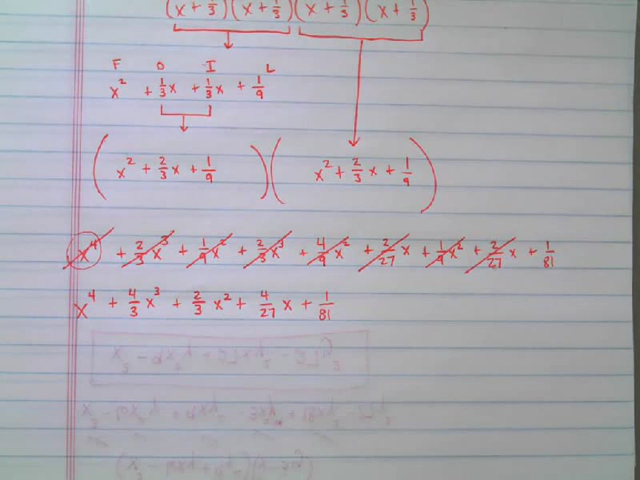 (x + 1/3)(x + 1/3)(x + 1/3)(x + 1/3)
F O I L
x² + 1/3x + 1/3x + 1/9
(x² + 2/3x + 1/9)(x² + 2/3x + 1/9)
x⁴ + 2/3x³ + 1/9x² + 2/3x³ + 4/9x² + 2/27x + 1/9x² + 2/27x + 1/81
x⁴ + 4/3x³ + 2/3x² + 4/27x + 1/81